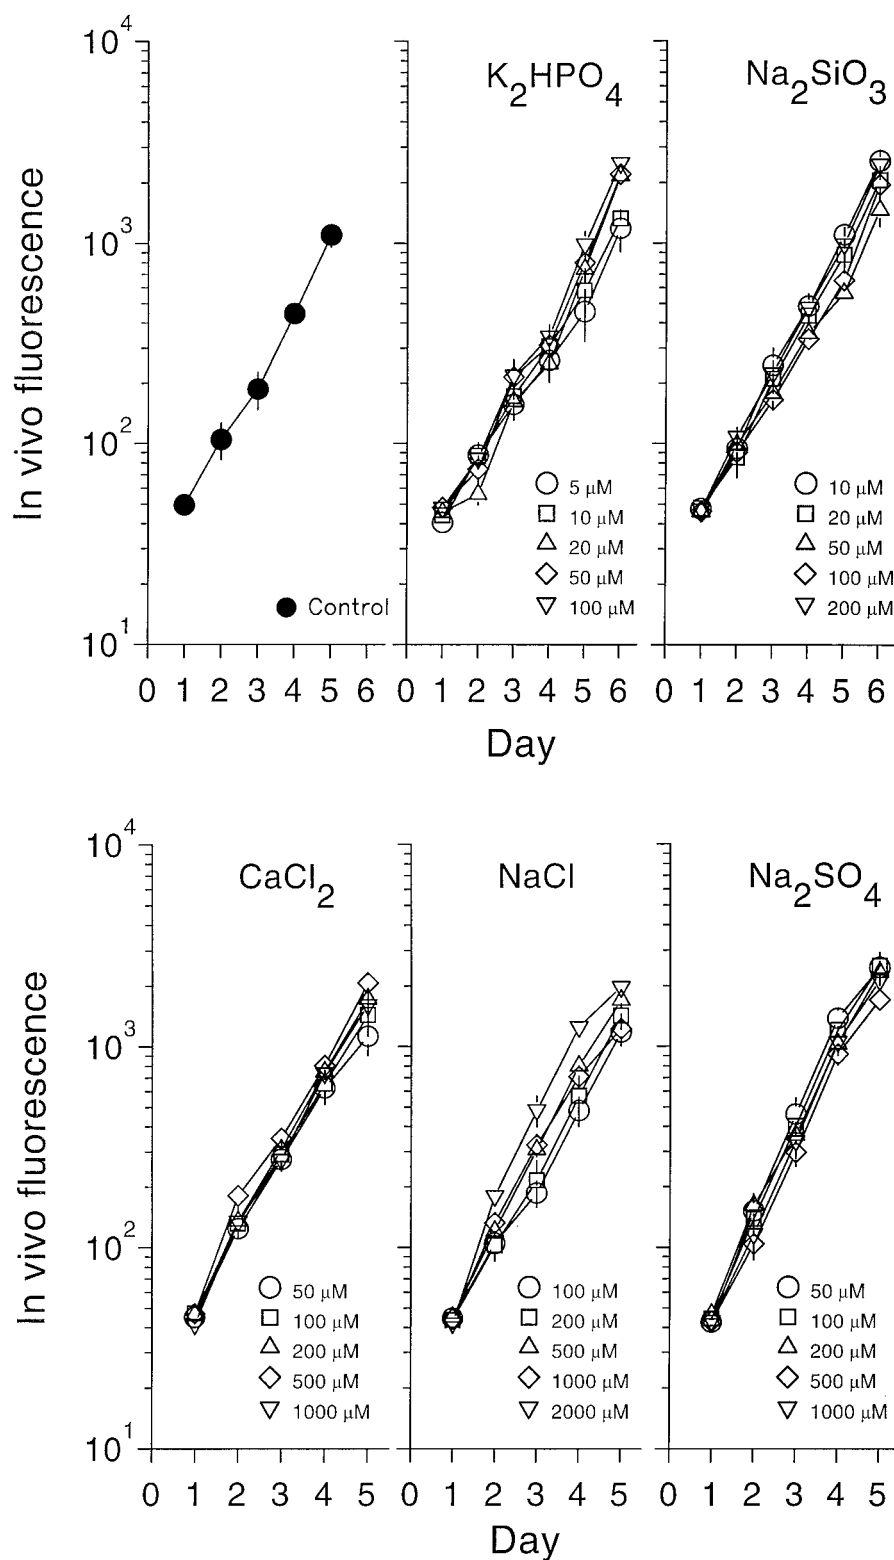 In vivo fluorescence
10^4
10^3
10^2
10^1
Control
0 1 2 3 4 5
K2HPO4
5 µM
10 µM
20 µM
50 µM
100 µM
0 1 2 3 4 5 6
Na2SiO3
10 µM
20 µM
50 µM
100 µM
200 µM
0 1 2 3 4 5 6
Day
In vivo fluorescence
10^4
10^3
10^2
10^1
CaCl2
50 µM
100 µM
200 µM
500 µM
1000 µM
0 1 2 3 4 5
NaCl
100 µM
200 µM
500 µM
1000 µM
2000 µM
0 1 2 3 4 5
Na2SO4
50 µM
100 µM
200 µM
500 µM
1000 µM
0 1 2 3 4 5
Day